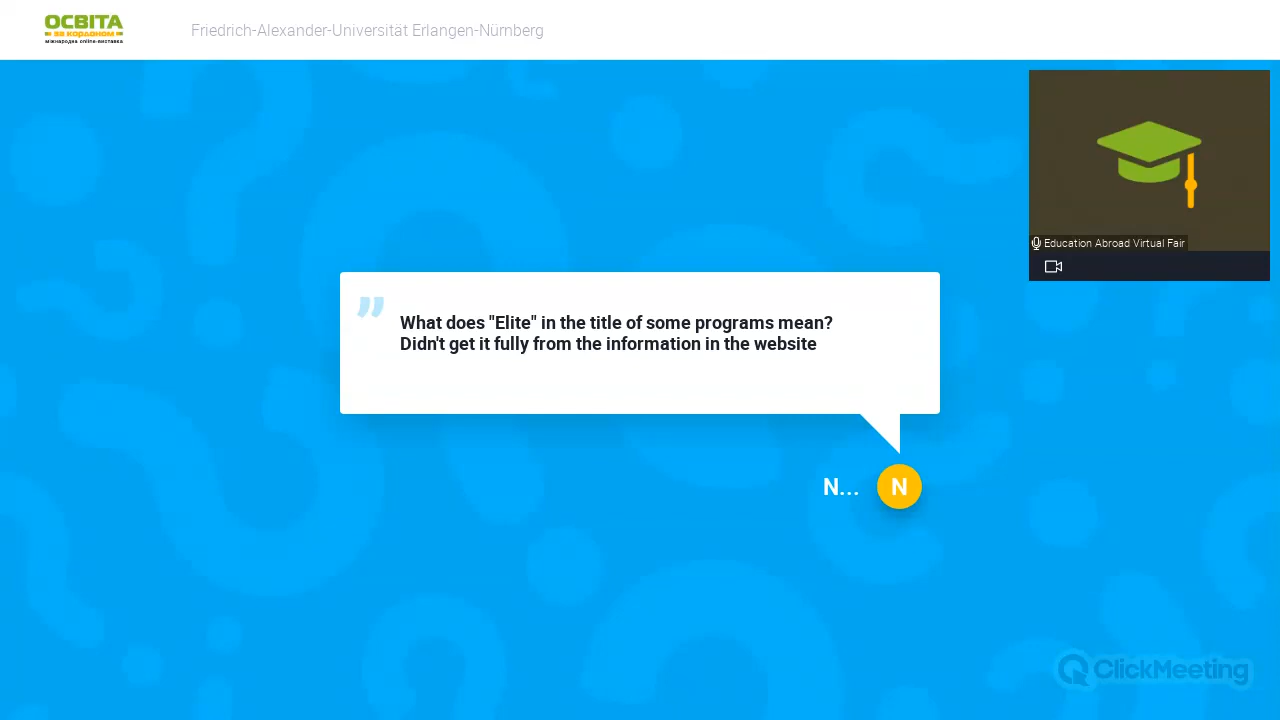 ОСВІТА
ЗА КОРДОНОМ
міжнародна online-виставка
Friedrich-Alexander-Universität Erlangen-Nürnberg
Education Abroad Virtual Fair
"
What does "Elite" in the title of some programs mean?
Didn't get it fully from the information in the website
N... N
ClickMeeting